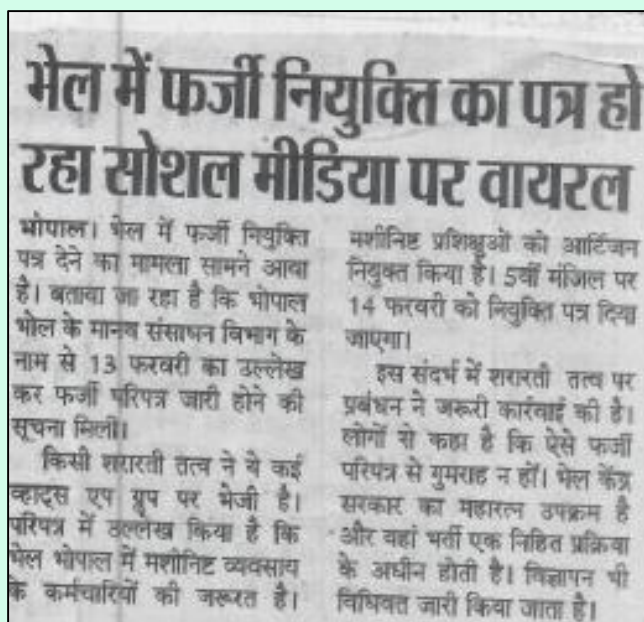 भेल में फर्जी नियुक्ति का पत्र हो
रहा सोशल मीडिया पर वायरल
भोपाल। भेल में फर्जी नियुक्ति
पत्र देने का मामला सामने आया
है। बताया जा रहा है कि भोपाल
भोल के मानव संसाधन विभाग के
नाम से 13 फरवरी का उल्लेख
कर फर्जी परिपत्र जारी होने की
सूचना मिली।
किसी शरारती तत्व ने ये कई
व्हाट्स एप ग्रुप पर भेजी है।
परिपत्र में उल्लेख किया है कि
भेल भोपाल में मशीनिष्ट व्यवसाय
के कर्मचारियों की जरूरत है।
मशीनिष्ट प्रशिक्षुओं को आर्टिजन
नियुक्त किया है। 5वीं मंजिल पर
14 फरवरी को नियुक्ति पत्र दिया
जाएगा।
इस संदर्भ में शरारती तत्व पर
प्रबंधन ने जरूरी कार्रवाई की है।
लोगों से कहा है कि ऐसे फर्जी
परिपत्र से गुमराह न हों। भेल केंद्र
सरकार का महारत्न उपक्रम है
और यहां भर्ती एक निहित प्रक्रिया
के अधीन होती है। विज्ञापन भी
विधिवत जारी किया जाता है।